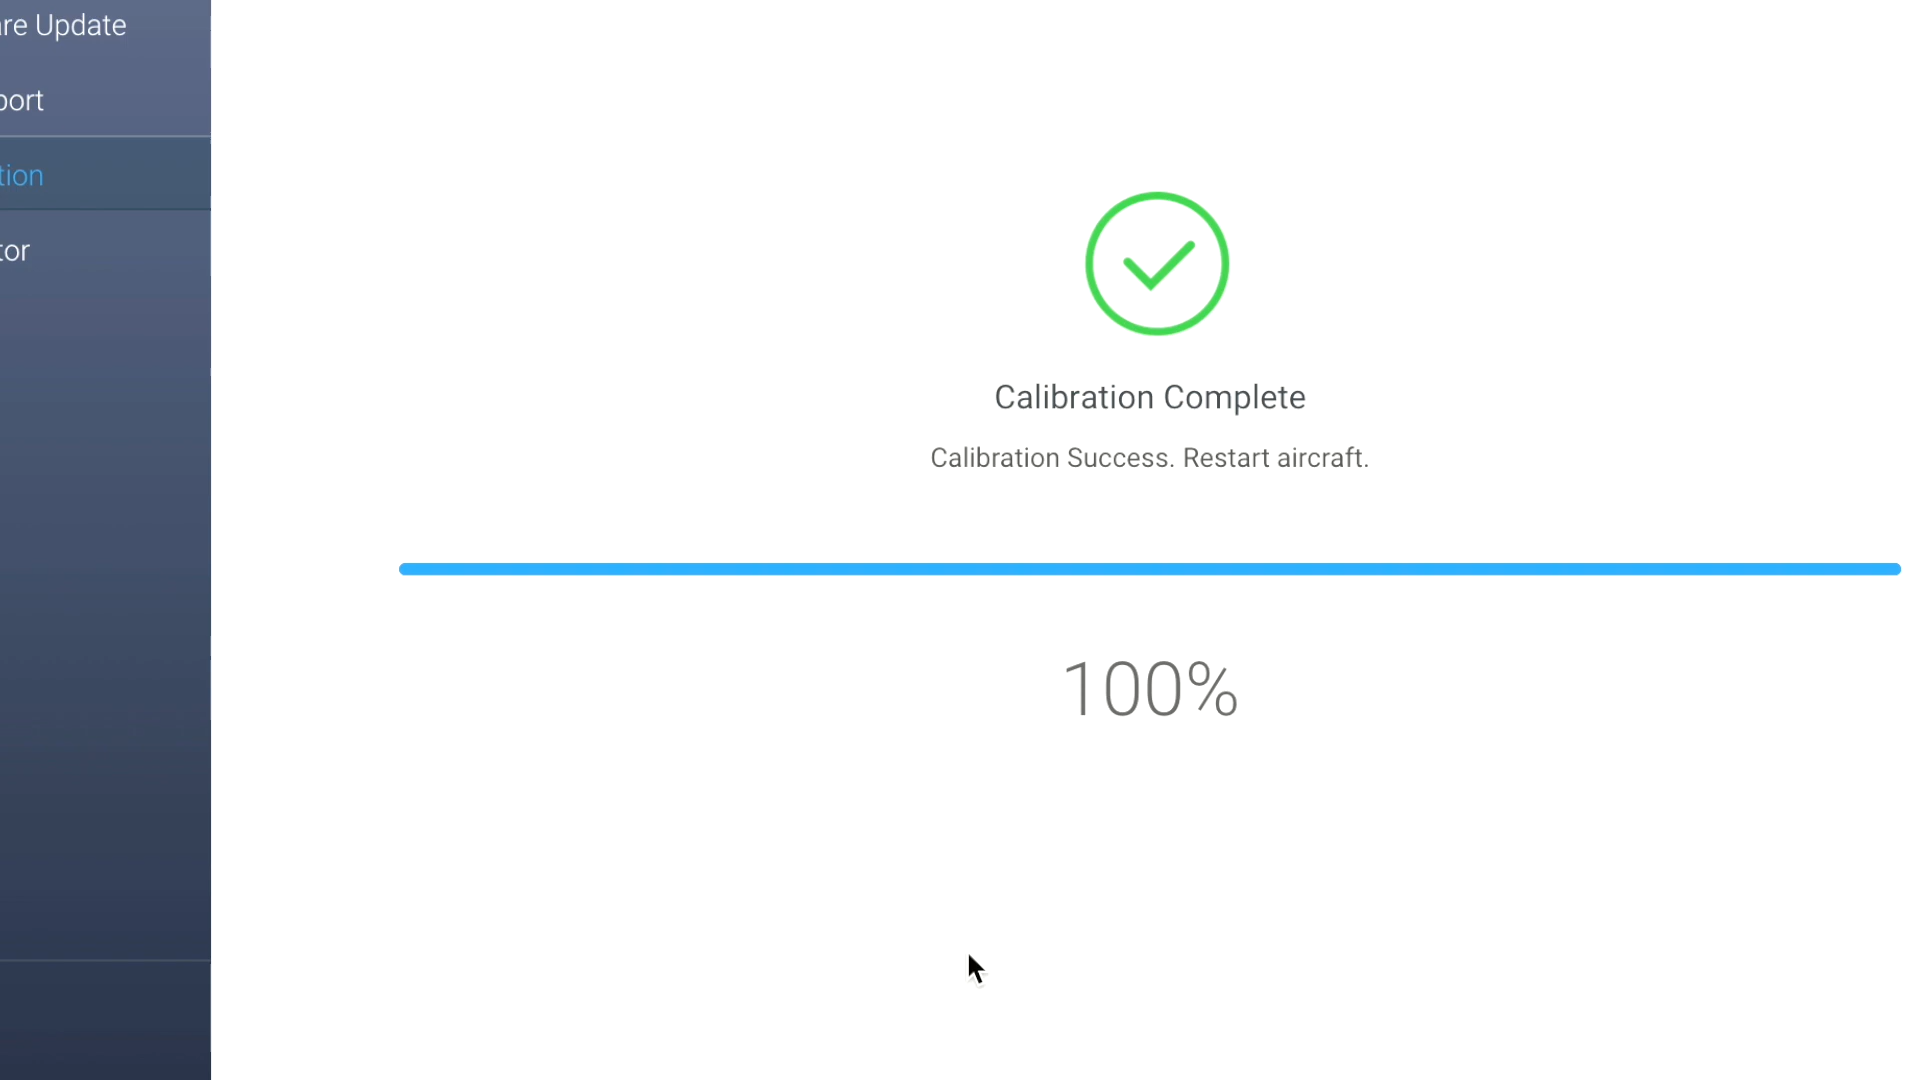 re Update
port
tion
tor
Calibration Complete
Calibration Success. Restart aircraft.
100%